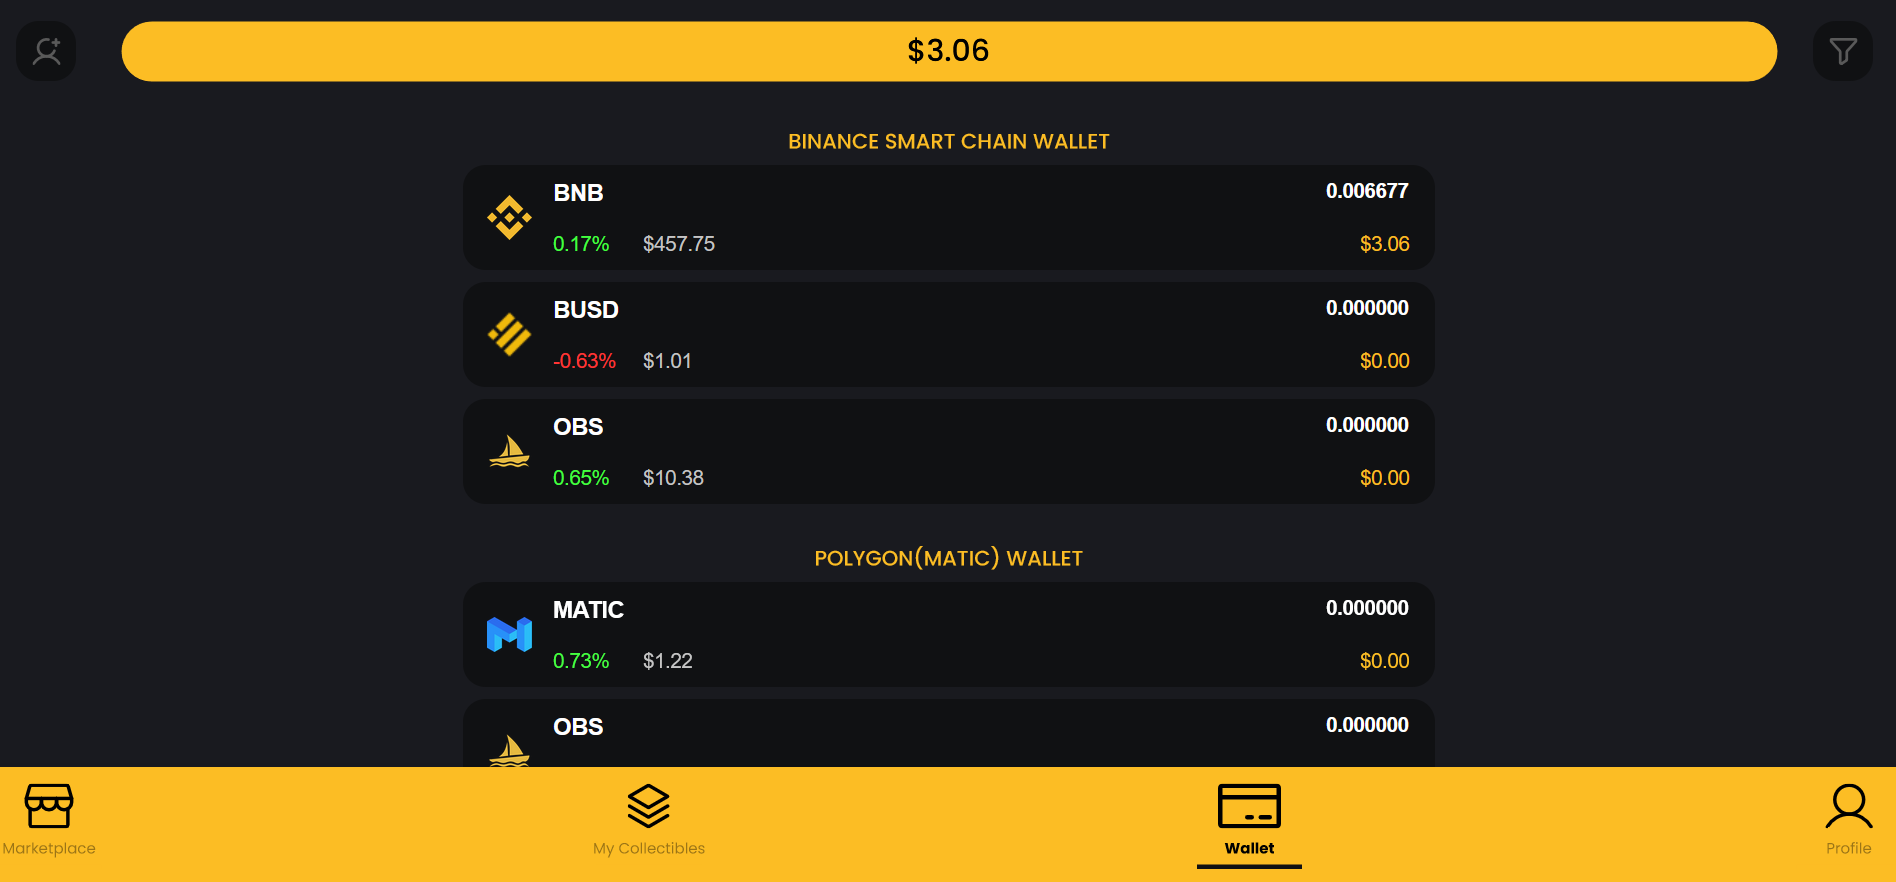 $3.06
BINANCE SMART CHAIN WALLET
BNB
0.006677
0.17%
$457.75
$3.06
BUSD
0.000000
-0.63%
$1.01
$0.00
OBS
0.000000
0.65%
$10.38
$0.00
POLYGON(MATIC) WALLET
MATIC
0.000000
0.73%
$1.22
$0.00
OBS
0.000000
Marketplace
My Collectibles
Wallet
Profile